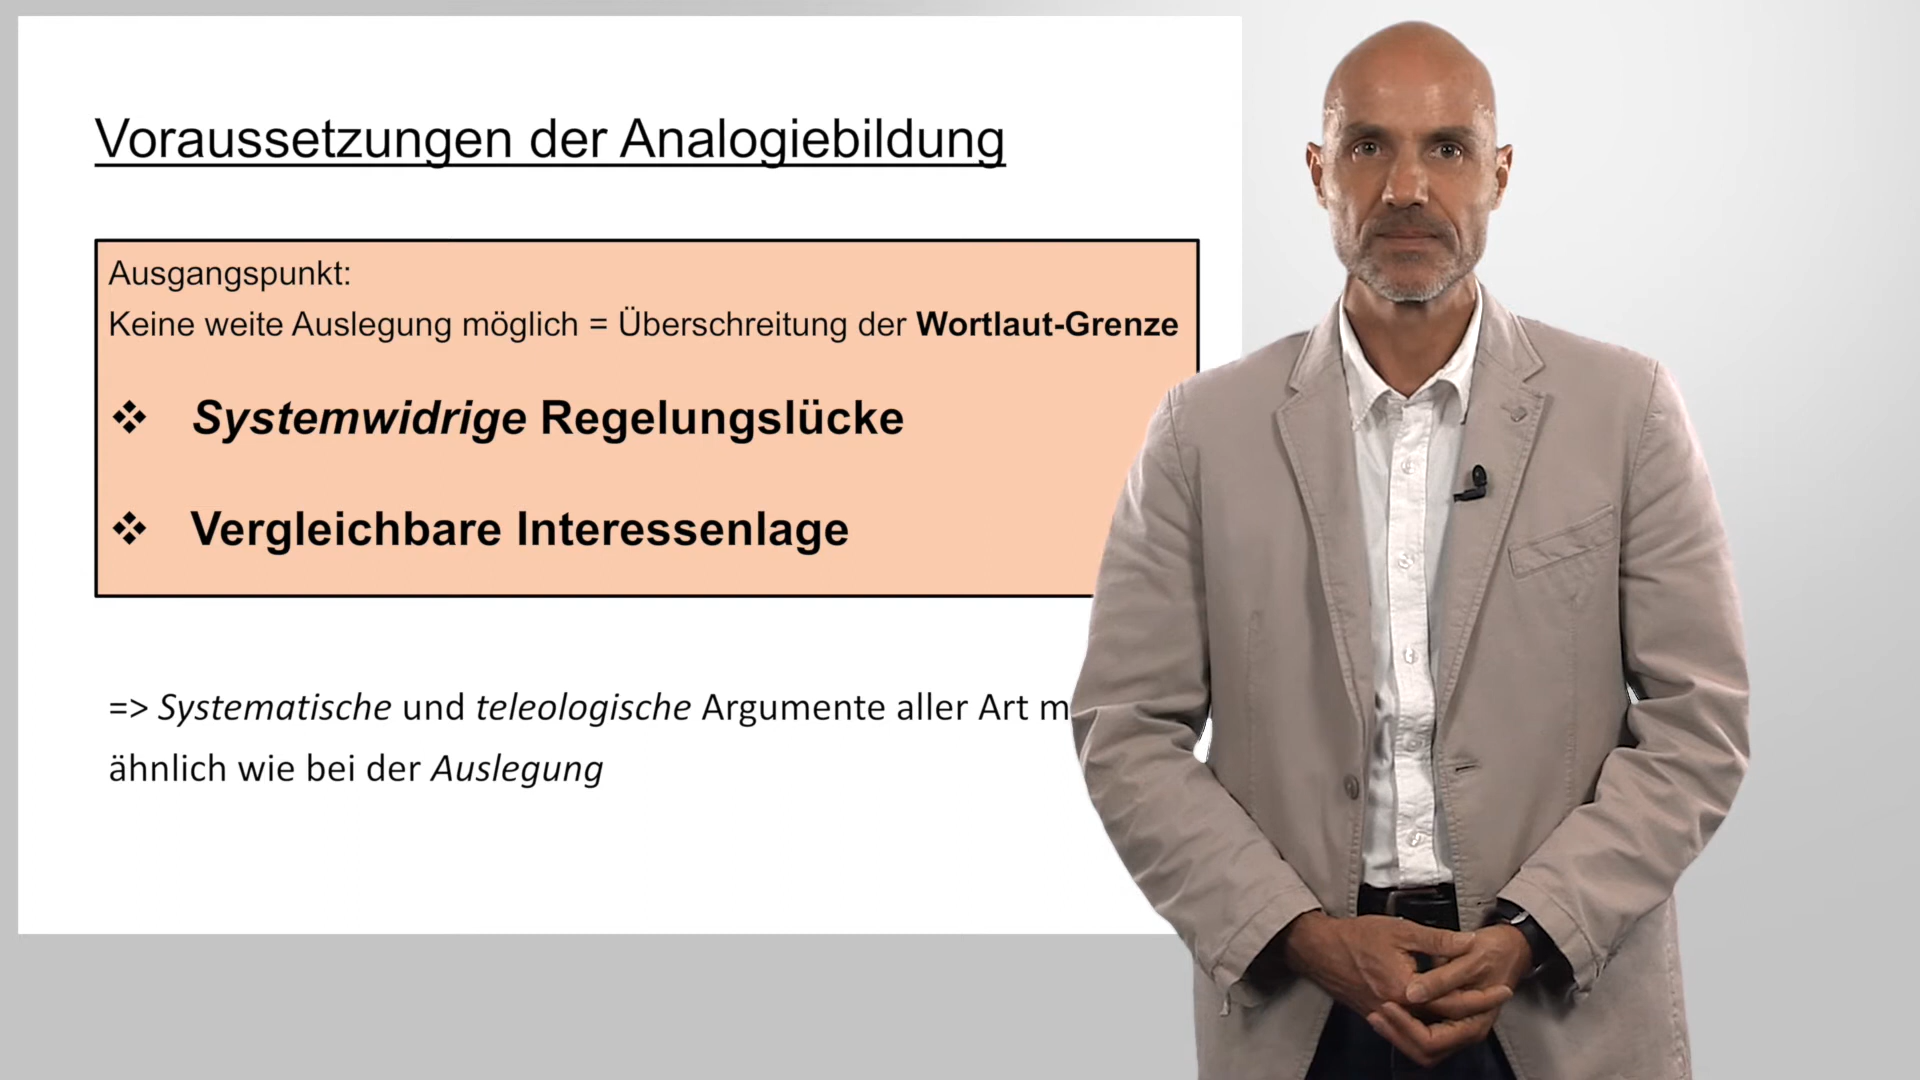 Voraussetzungen der Analogiebildung
Ausgangspunkt:
Keine weite Auslegung möglich = Überschreitung der Wortlaut-Grenze
❖ Systemwidrige Regelungslücke
❖ Vergleichbare Interessenlage
=> Systematische und teleologische Argumente aller Art
ähnlich wie bei der Auslegung